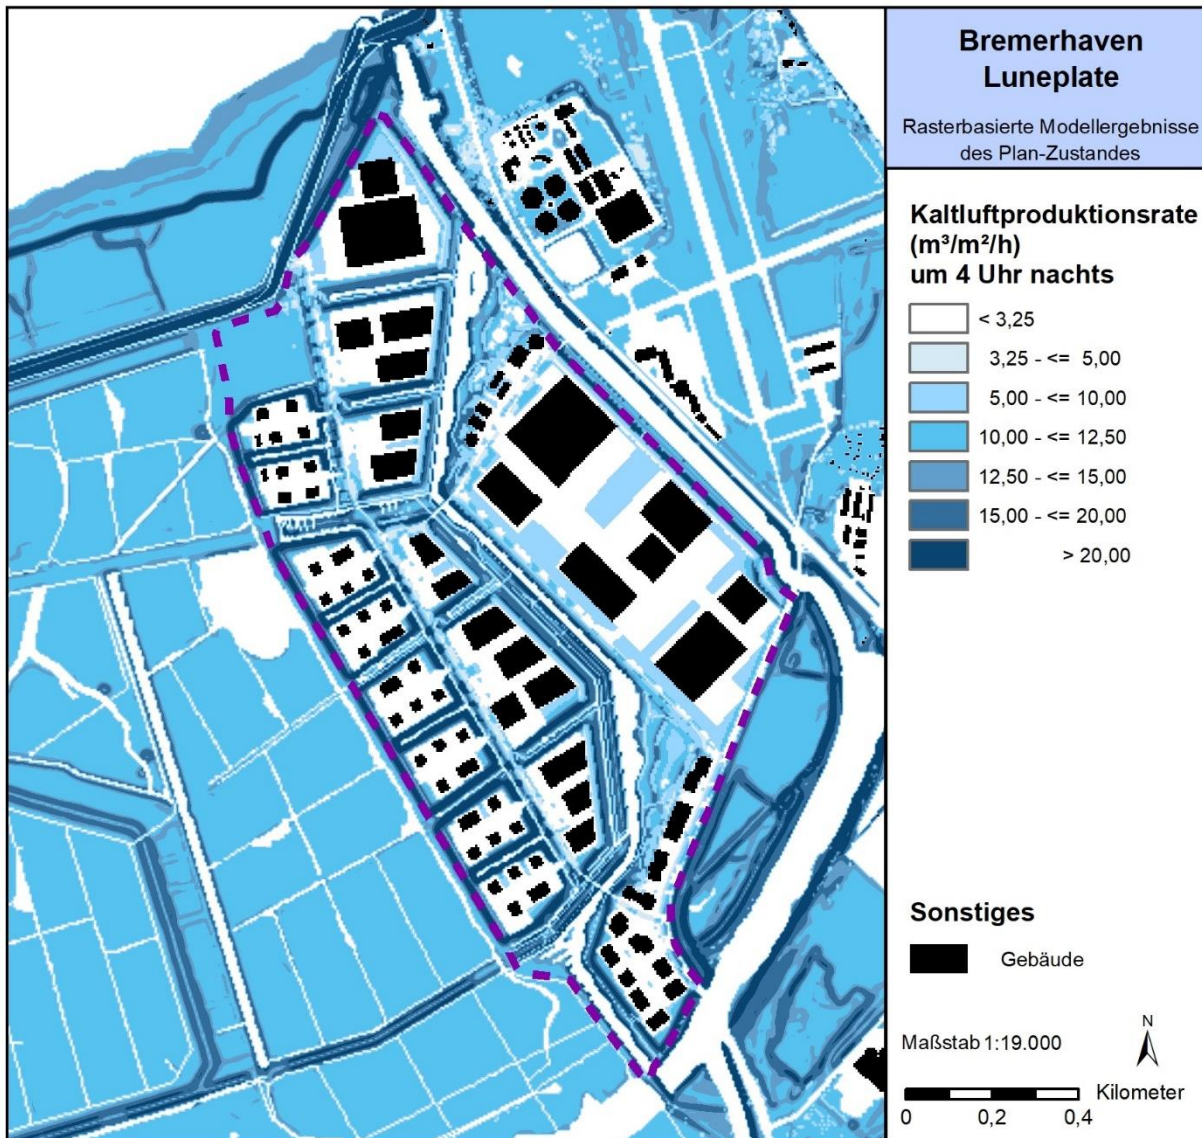 Bremerhaven
Luneplate
Rasterbasierte Modellergebnisse
des Plan-Zustandes
Kaltluftproduktionsrate
(m³/m²/h)
um 4 Uhr nachts
< 3,25
3,25 - <= 5,00
5,00 - <= 10,00
10,00 - <= 12,50
12,50 - <= 15,00
15,00 - <= 20,00
> 20,00
Sonstiges
Gebäude
N
Maßstab 1:19.000
Kilometer
0 0,2 0,4